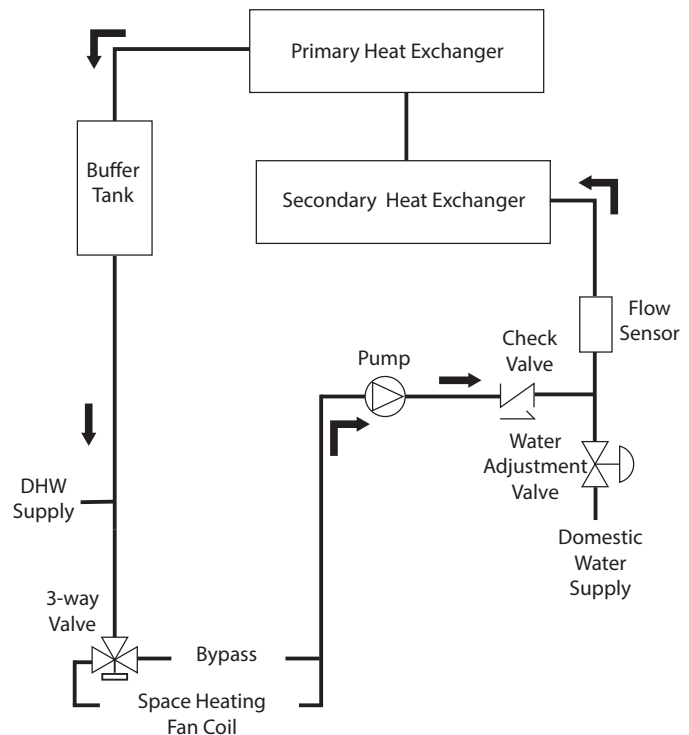 Primary Heat Exchanger
Buffer
Tank
Secondary Heat Exchanger
Flow
Sensor
Check
Valve
Pump
Water
Adjustment
Valve
DHW
Supply
Domestic
Water
Supply
3-way
Valve
Bypass
Space Heating
Fan Coil